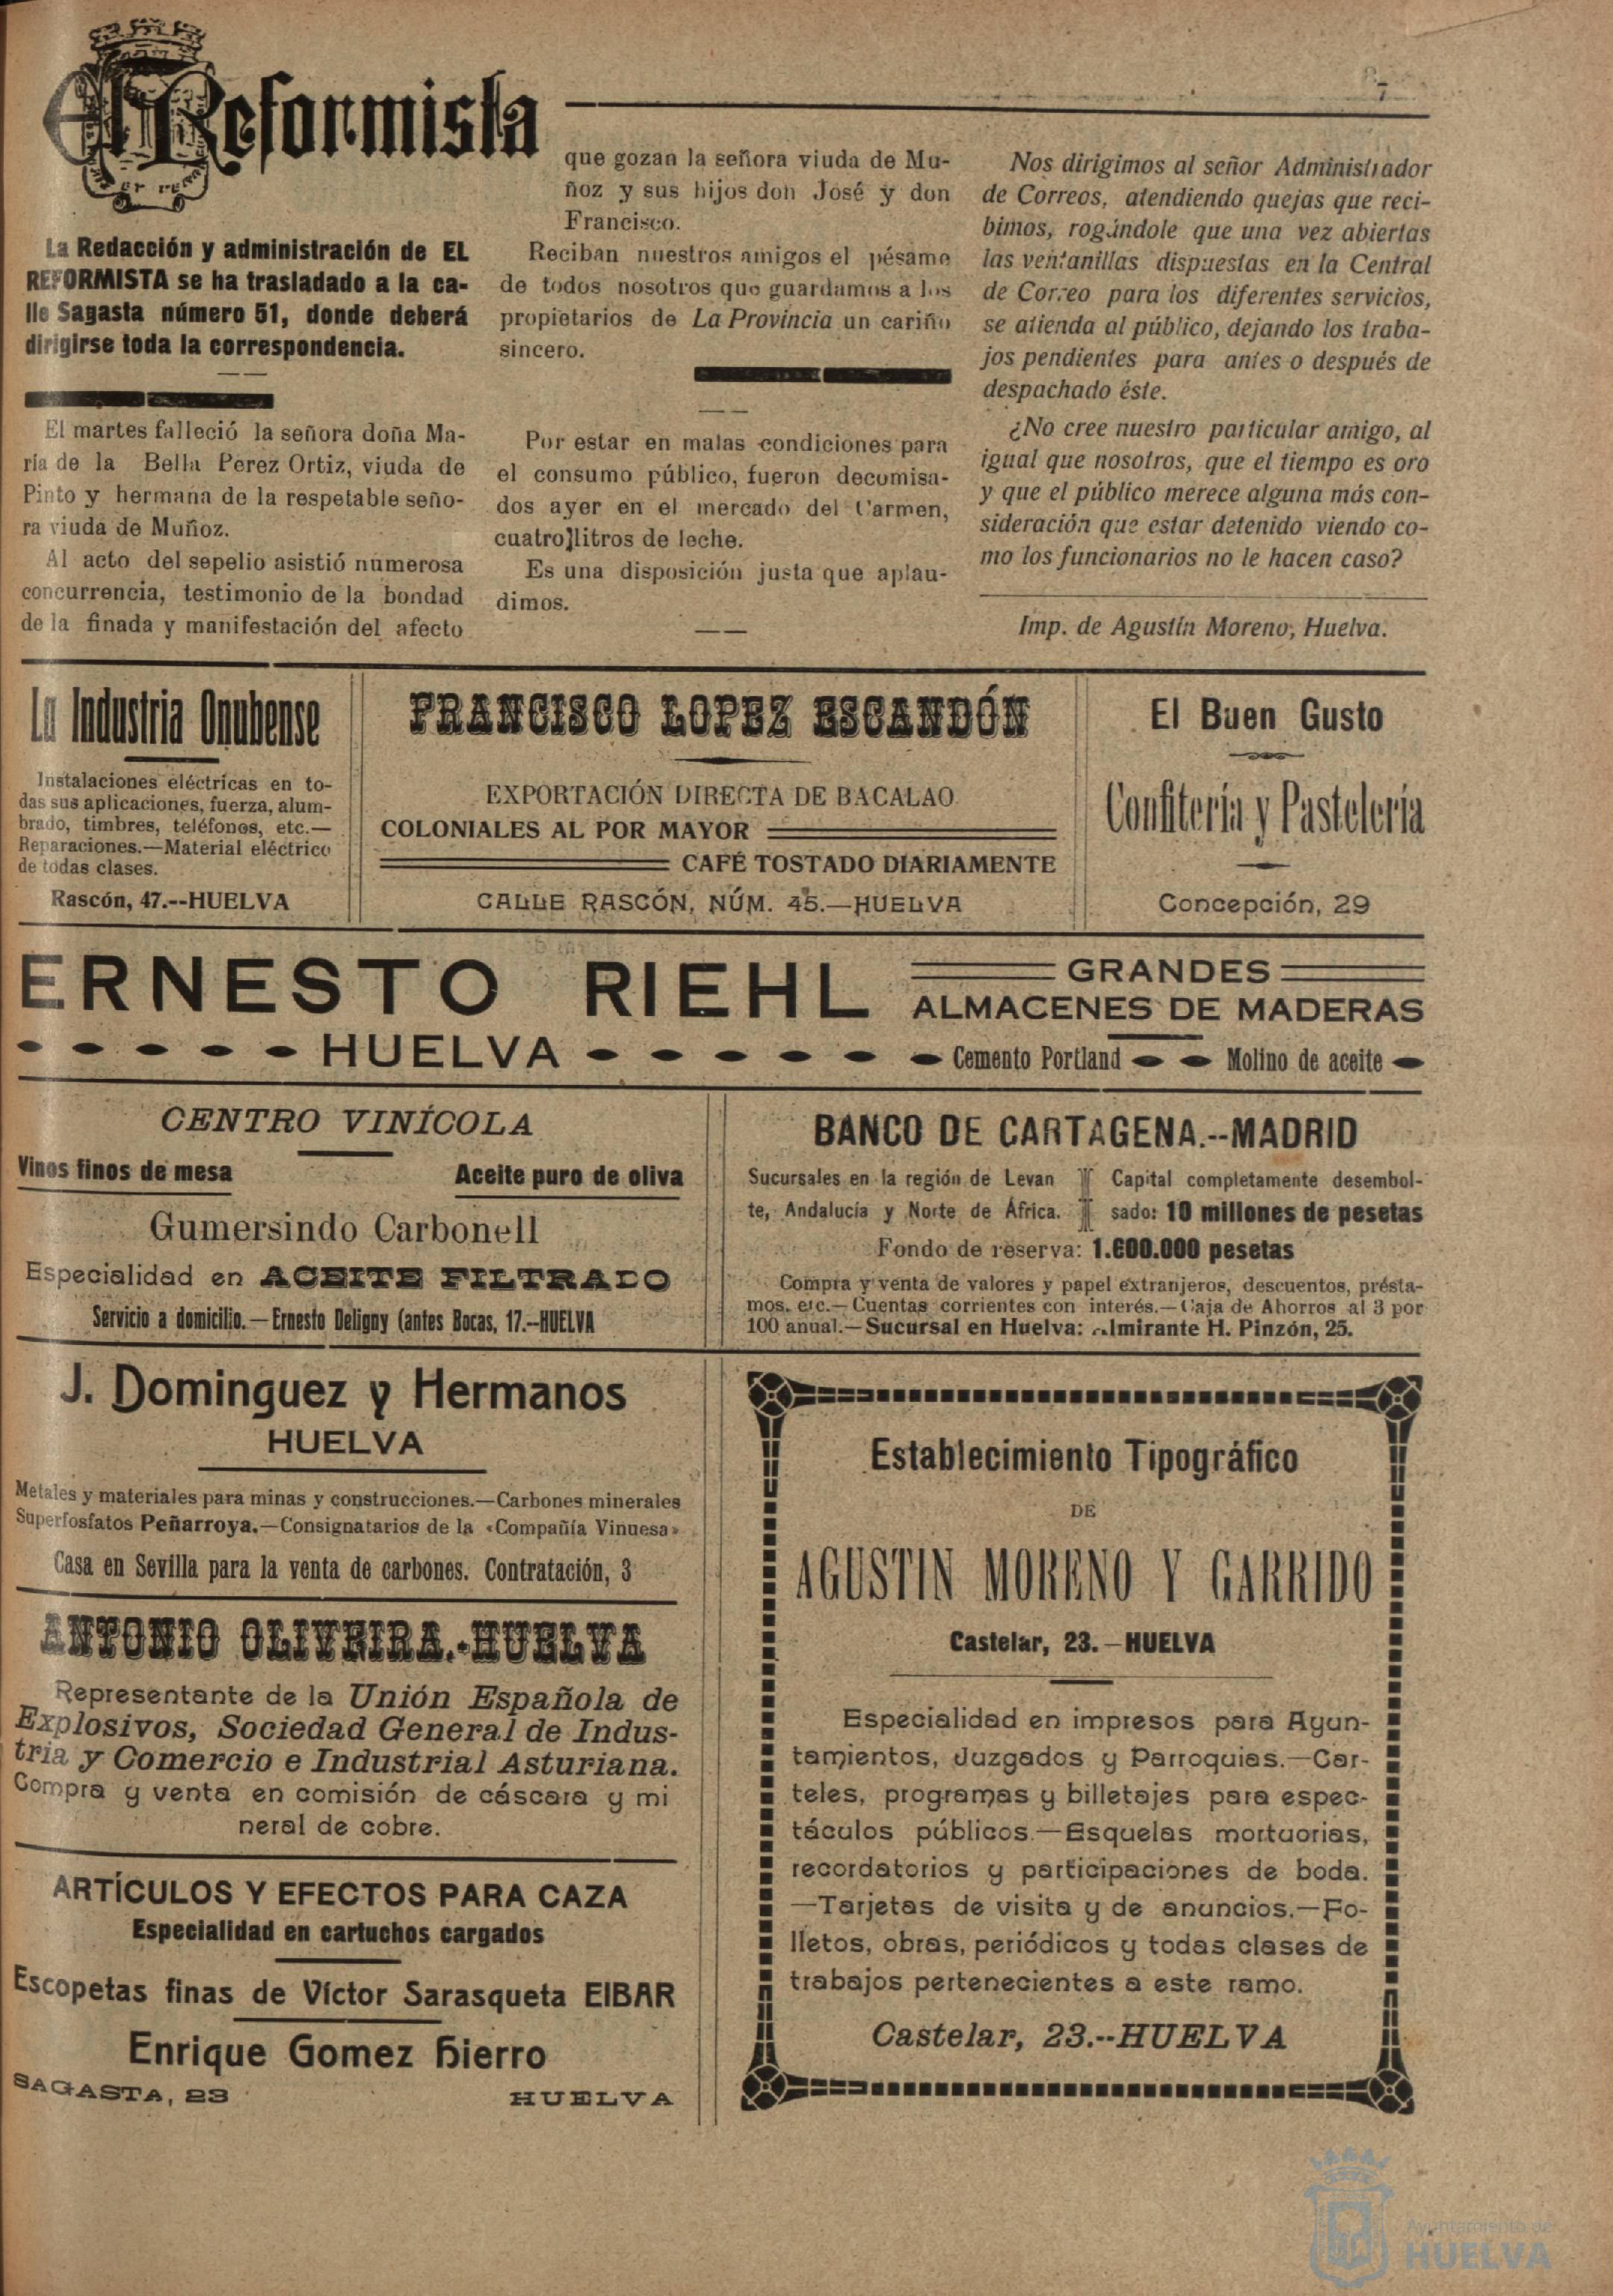 El Reformista
7
La Redacción y administración de EL
REFORMISTA se ha trasladado a la ca-
lle Sagasta número 51, donde deberá
dirigirse toda la correspondencia.
El martes falleció la señora doña Ma-
ría de la Bella Perez Ortiz, viuda de
Pinto y hermana de la respetable seño-
ra viuda de Muñoz.
Al acto del sepelio asistió numerosa
concurrencia, testimonio de la bondad
de la finada y manifestación del afecto
que gozan la señora viuda de Mu-
ñoz y sus hijos don José y don
Francisco.
Reciban nuestros amigos el pésame
de todos nosotros que guardamos a los
propietarios de La Provincia un cariño
sincero.
Por estar en malas condiciones para
el consumo público, fueron decomisa-
dos ayer en el mercado del Carmen,
cuatro]litros de leche.
Es una disposición justa que aplau-
dimos.
Nos dirigimos al señor Administrador
de Correos, atendiendo quejas que reci-
bimos, rogándole que una vez abiertas
las ventanillas dispuestas en la Central
de Correo para los diferentes servicios,
se atienda al público, dejando los traba-
jos pendientes para antes o después de
despachado éste.
¿No cree nuestro particular amigo, al
igual que nosotros, que el tiempo es oro
y que el público merece alguna más con-
sideración que estar detenido viendo co-
mo los funcionarios no le hacen caso?
Imp. de Agustín Moreno, Huelva.
La Industria Onubense
Instalaciones eléctricas en to-
das sus aplicaciones, fuerza, alum-
brado, timbres, teléfonos, etc.—
Reparaciones.—Material eléctrico
de todas clases.
Rascón, 47.--HUELVA
FRANCISCO LOPEZ ESCANDÓN
EXPORTACIÓN DIRECTA DE BACALAO
COLONIALES AL POR MAYOR
CAFÉ TOSTADO DIARIAMENTE
CALLE RASCÓN, NÚM. 45.—HUELVA
El Buen Gusto
Confitería y Pastelería
Concepción, 29
ERNESTO RIEHL
HUELVA
GRANDES
ALMACENES DE MADERAS
Cemento Portland
Molino de aceite
CENTRO VINÍCOLA
Vinos finos de mesa Aceite puro de oliva
Gumersindo Carbonell
Especialidad en ACEITE FILTRADO
Servicio a domicilio.—Ernesto Deligny (antes Bocas, 17.--HUELVA
BANCO DE CARTAGENA.--MADRID
Sucursales en la región de Levan
te, Andalucía y Norte de África.
Capital completamente desembol-
sado: 10 millones de pesetas
Fondo de reserva: 1.600.000 pesetas
Compra y venta de valores y papel extranjeros, descuentos, présta-
mos, etc.—Cuentas corrientes con interés.—Caja de Ahorros al 3 por
100 anual.—Sucursal en Huelva: Almirante H. Pinzón, 25.
J. Dominguez y Hermanos
HUELVA
Metales y materiales para minas y construcciones.—Carbones minerales
Superfosfatos Peñarroya.—Consignatarios de la «Compañía Vinuesa»
Casa en Sevilla para la venta de carbones. Contratación, 3
ANTONIO OLIVEIRA.-HUELVA
Representante de la Unión Española de
Explosivos, Sociedad General de Indus-
tria y Comercio e Industrial Asturiana.
Compra y venta en comisión de cáscara y mi
neral de cobre.
ARTÍCULOS Y EFECTOS PARA CAZA
Especialidad en cartuchos cargados
Escopetas finas de Víctor Sarasqueta EIBAR
Enrique Gomez Hierro
SAGASTA, 23 HUELVA
Establecimiento Tipográfico
DE
AGUSTIN MORENO Y GARRIDO
Castelar, 23.—HUELVA
Especialidad en impresos para Ayun-
tamientos, Juzgados y Parroquias.—Car-
teles, programas y billetajes para espec-
táculos públicos.—Esquelas mortuorias,
recordatorios y participaciones de boda.
—Tarjetas de visita y de anuncios.—Fo-
lletos, obras, periódicos y todas clases de
trabajos pertenecientes a este ramo.
Castelar, 23.--HUELVA
Ayuntamiento de
HUELVA